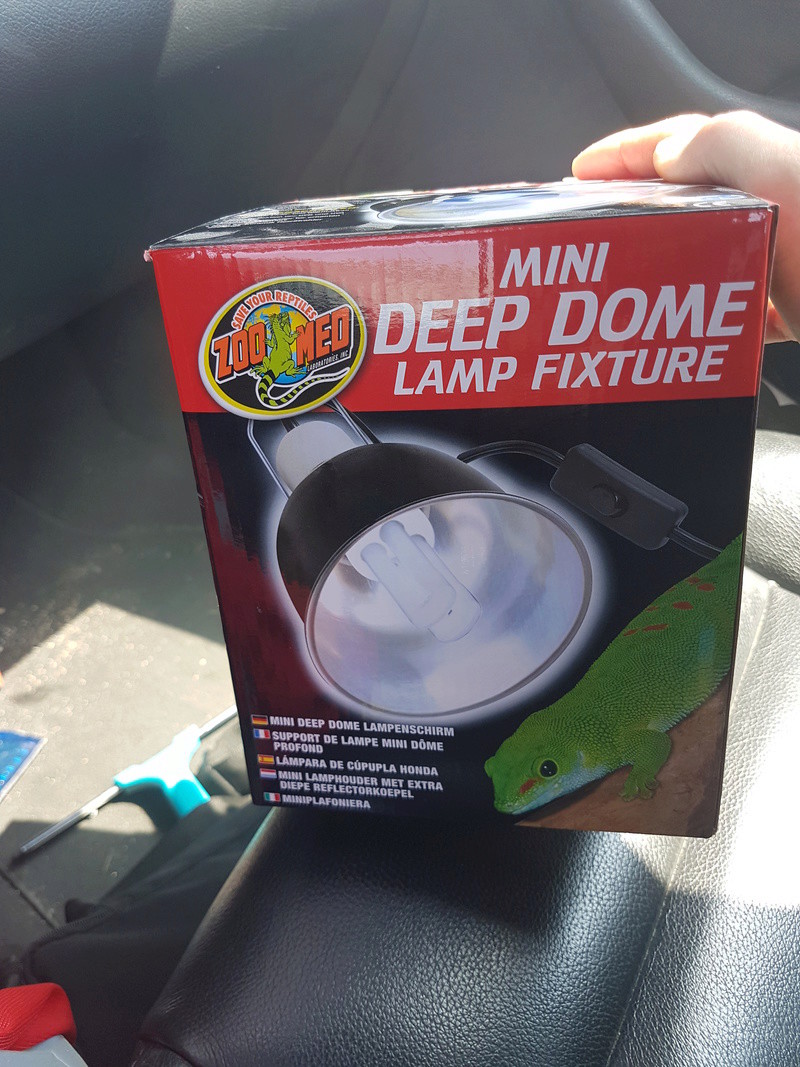 SAVE YOUR REPTILES
ZOO MED
LABORATORIES, INC
MINI
DEEP DOME
LAMP FIXTURE
MINI DEEP DOME LAMPENSCHIRM
SUPPORT DE LAMPE MINI DÔME
PROFOND
LÁMPARA DE CÚPUPLA HONDA
MINI LAMPHOUDER MET EXTRA
DIEPE REFLECTORKOEPEL
MINIPLAFONIERA